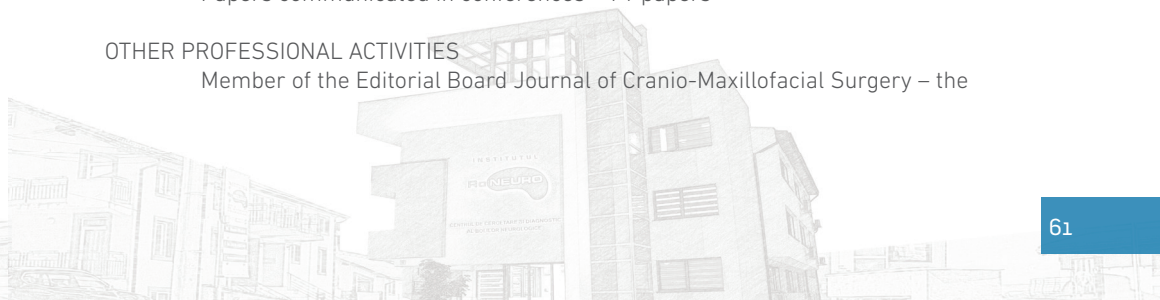 OTHER PROFESSIONAL ACTIVITIES
Member of the Editorial Board Journal of Cranio-Maxillofacial Surgery – the
INSTITUTUL
RoNEURO
61